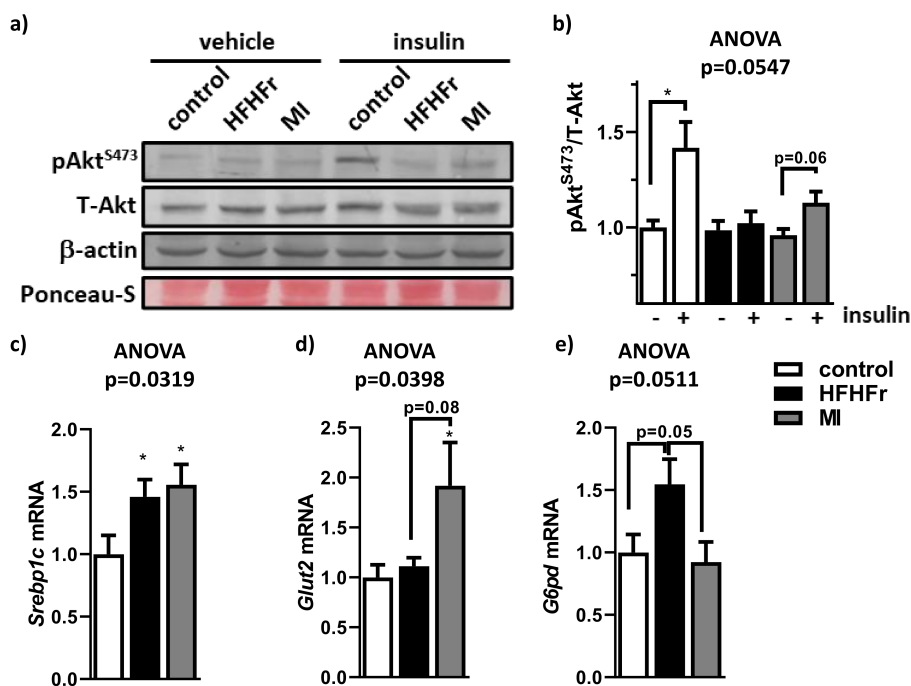 a)
vehicle
insulin
control
HFHFr
MI
control
HFHFr
MI
pAktS473
T-Akt
β-actin
Ponceau-S
b)
ANOVA
p=0.0547
pAktS473/T-Akt
1.5
1.0
*
p=0.06
- + - + - + insulin
c)
ANOVA
p=0.0319
Srebp1c mRNA
2.0
1.5
1.0
0.5
0.0
* *
d)
ANOVA
p=0.0398
p=0.08
*
Glut2 mRNA
2.5
2.0
1.5
1.0
0.5
0.0
e)
ANOVA
p=0.0511
p=0.05
G6pd mRNA
2.0
1.5
1.0
0.5
0.0
control
HFHFr
MI